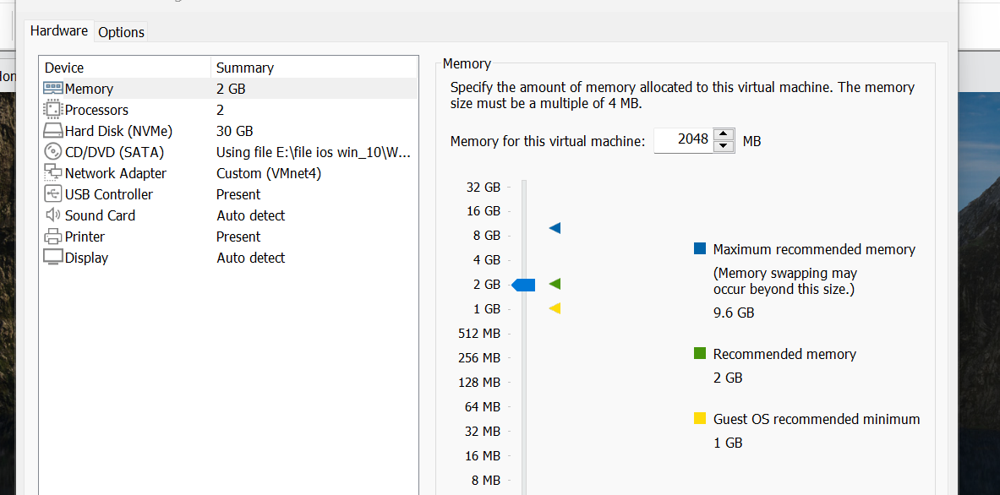 Hardware Options
Device Summary
Memory 2 GB
Processors 2
Hard Disk (NVMe) 30 GB
CD/DVD (SATA) Using file E:\file ios win_10\W...
Network Adapter Custom (VMnet4)
USB Controller Present
Sound Card Auto detect
Printer Present
Display Auto detect
Memory
Specify the amount of memory allocated to this virtual machine. The memory
size must be a multiple of 4 MB.
Memory for this virtual machine: 2048 MB
32 GB
16 GB
8 GB
4 GB
2 GB
1 GB
512 MB
256 MB
128 MB
64 MB
32 MB
16 MB
8 MB
Maximum recommended memory
(Memory swapping may
occur beyond this size.)
9.6 GB
Recommended memory
2 GB
Guest OS recommended minimum
1 GB